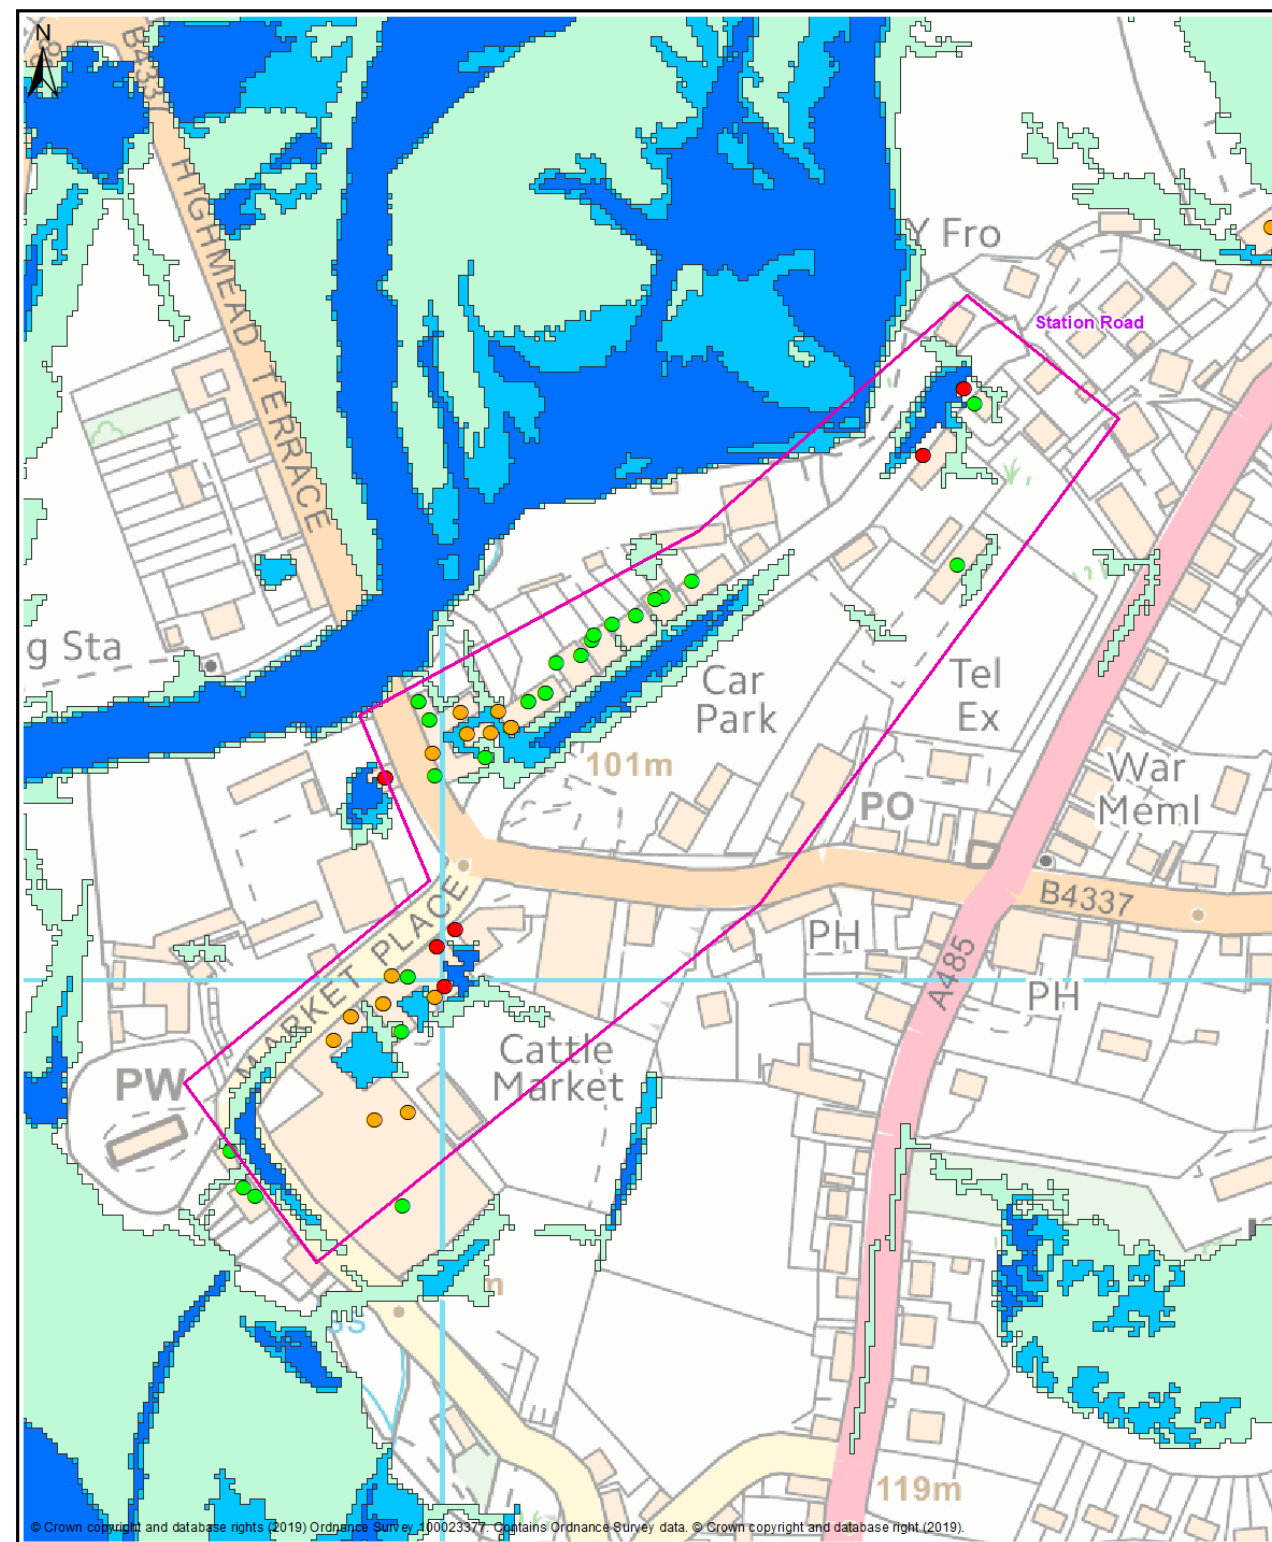 N
B4337
HIGHMEAD TERRACE
Y Fro
Station Road
g Sta
Car
Park
Tel
Ex
101m
War
Meml
PO
B4337
MARKET PLACE
PH
A485
PH
Cattle
Market
PW
119m
© Crown copyright and database rights (2019) Ordnance Survey 100023377. Contains Ordnance Survey data. © Crown copyright and database right (2019).